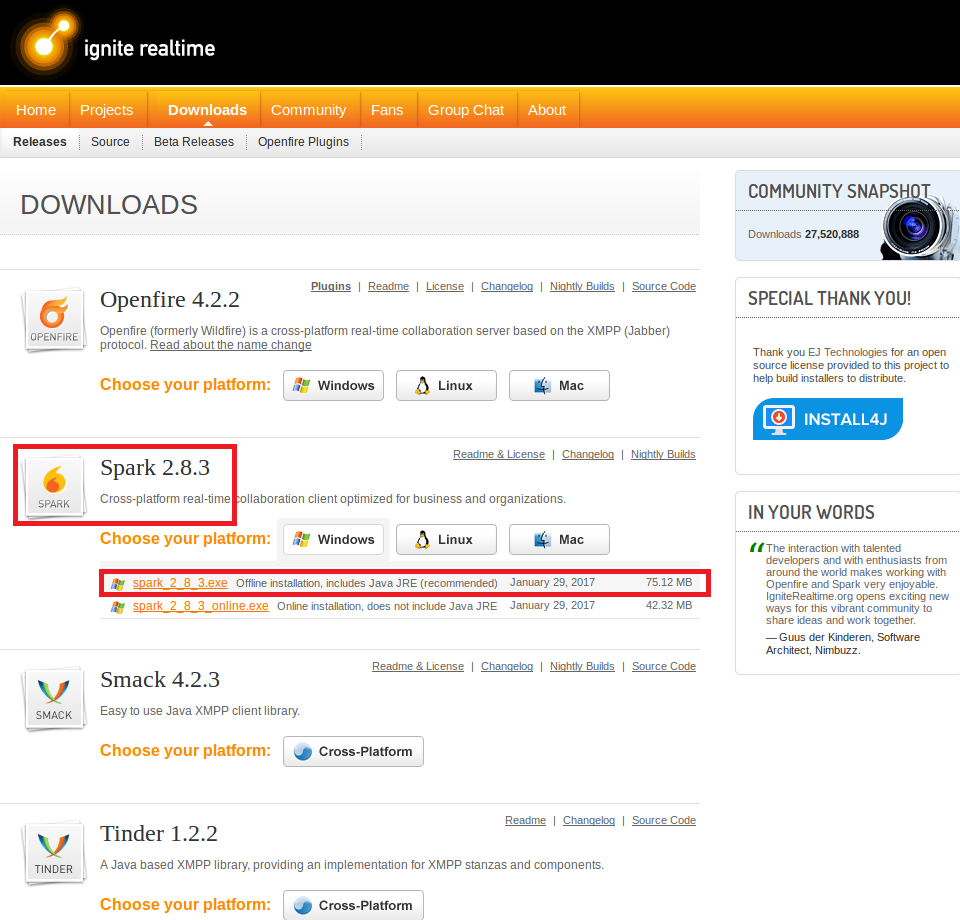 ignite realtime
Home Projects Downloads Community Fans Group Chat About
Releases Source Beta Releases Openfire Plugins
DOWNLOADS
OPENFIRE
Openfire 4.2.2
Plugins | Readme | License | Changelog | Nightly Builds | Source Code
Openfire (formerly Wildfire) is a cross-platform real-time collaboration server based on the XMPP (Jabber)
protocol. Read about the name change
Choose your platform: Windows Linux Mac
SPARK
Spark 2.8.3
Readme & License | Changelog | Nightly Builds
Cross-platform real-time collaboration client optimized for business and organizations.
Choose your platform: Windows Linux Mac
spark_2_8_3.exe Offline installation, includes Java JRE (recommended) January 29, 2017 75.12 MB
spark_2_8_3_online.exe Online installation, does not include Java JRE January 29, 2017 42.32 MB
SMACK
Smack 4.2.3
Readme & License | Changelog | Nightly Builds | Source Code
Easy to use Java XMPP client library.
Choose your platform: Cross-Platform
TINDER
Tinder 1.2.2
Readme | Changelog | Source Code
A Java based XMPP library, providing an implementation for XMPP stanzas and components.
Choose your platform: Cross-Platform
COMMUNITY SNAPSHOT
Downloads 27,520,888
SPECIAL THANK YOU!
Thank you EJ Technologies for an open
source license provided to this project to
help build installers to distribute.
INSTALL4J
IN YOUR WORDS
“The interaction with talented
developers and with enthusiasts from
around the world makes working with
Openfire and Spark very enjoyable.
IgniteRealtime.org opens exciting new
ways for this vibrant community to
share ideas and work together.
— Guus der Kinderen, Software
Architect, Nimbuzz.